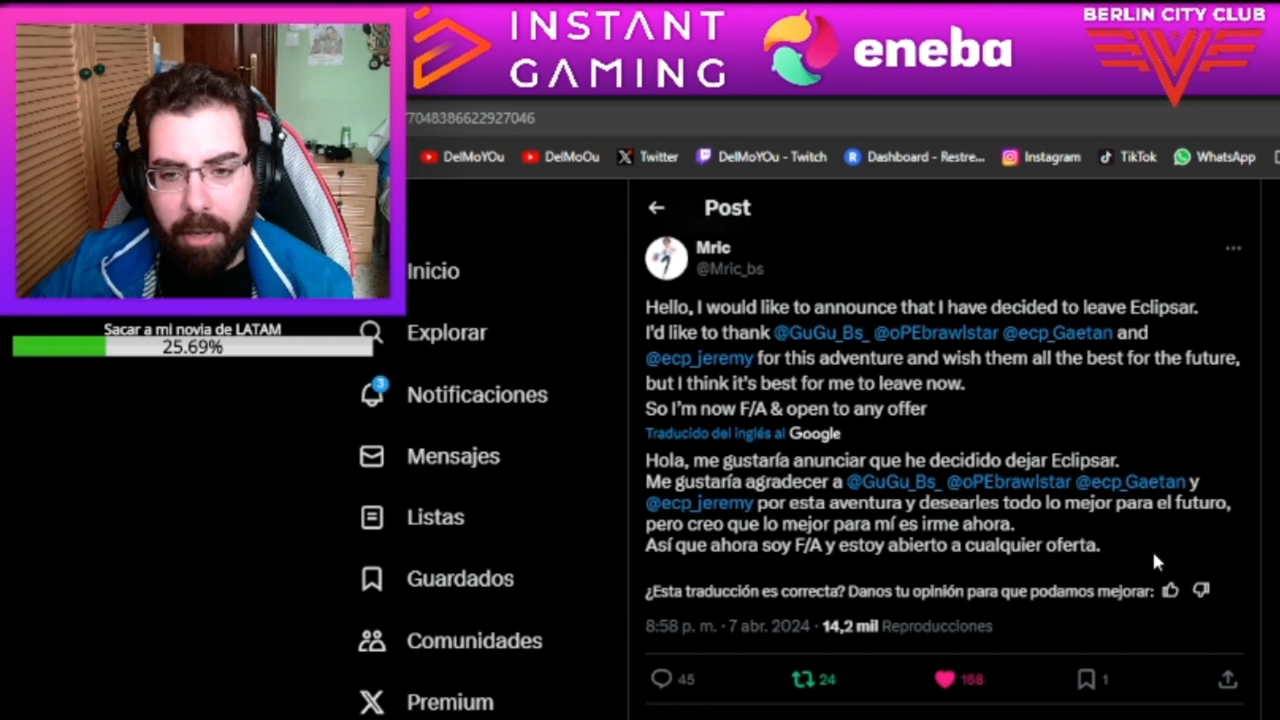 INSTANT
GAMING
eneba
BERLIN CITY CLUB
7048386622927046
DelMoYOu
DelMoOu
Twitter
DelMoYOu - Twitch
Dashboard - Restre...
Instagram
TikTok
WhatsApp
Sacar a mi novia de LATAM
25.69%
Inicio
Explorar
3
Notificaciones
Mensajes
Listas
Guardados
Comunidades
Premium
Post
Mric
@Mric_bs
Hello, I would like to announce that I have decided to leave Eclipsar.
I'd like to thank @GuGu_Bs_ @oPEbrawlstar @ecp_Gaetan and
@ecp_jeremy for this adventure and wish them all the best for the future,
but I think it's best for me to leave now.
So I'm now F/A & open to any offer
Traducido del inglés al Google
Hola, me gustaría anunciar que he decidido dejar Eclipsar.
Me gustaría agradecer a @GuGu_Bs_ @oPEbrawlstar @ecp_Gaetan y
@ecp_jeremy por esta aventura y desearles todo lo mejor para el futuro,
pero creo que lo mejor para mí es irme ahora.
Así que ahora soy F/A y estoy abierto a cualquier oferta.
¿Esta traducción es correcta? Danos tu opinión para que podamos mejorar:
8:58 p. m. · 7 abr. 2024 · 14,2 mil Reproducciones
45
24
168
1